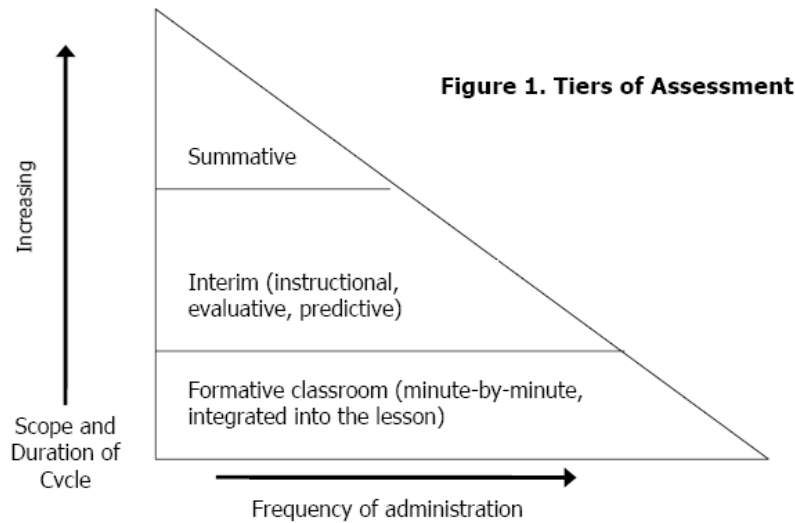 Figure 1. Tiers of Assessment
Summative
Increasing
Interim (instructional,
evaluative, predictive)
Formative classroom (minute-by-minute,
integrated into the lesson)
Scope and
Duration of
Cycle
Frequency of administration